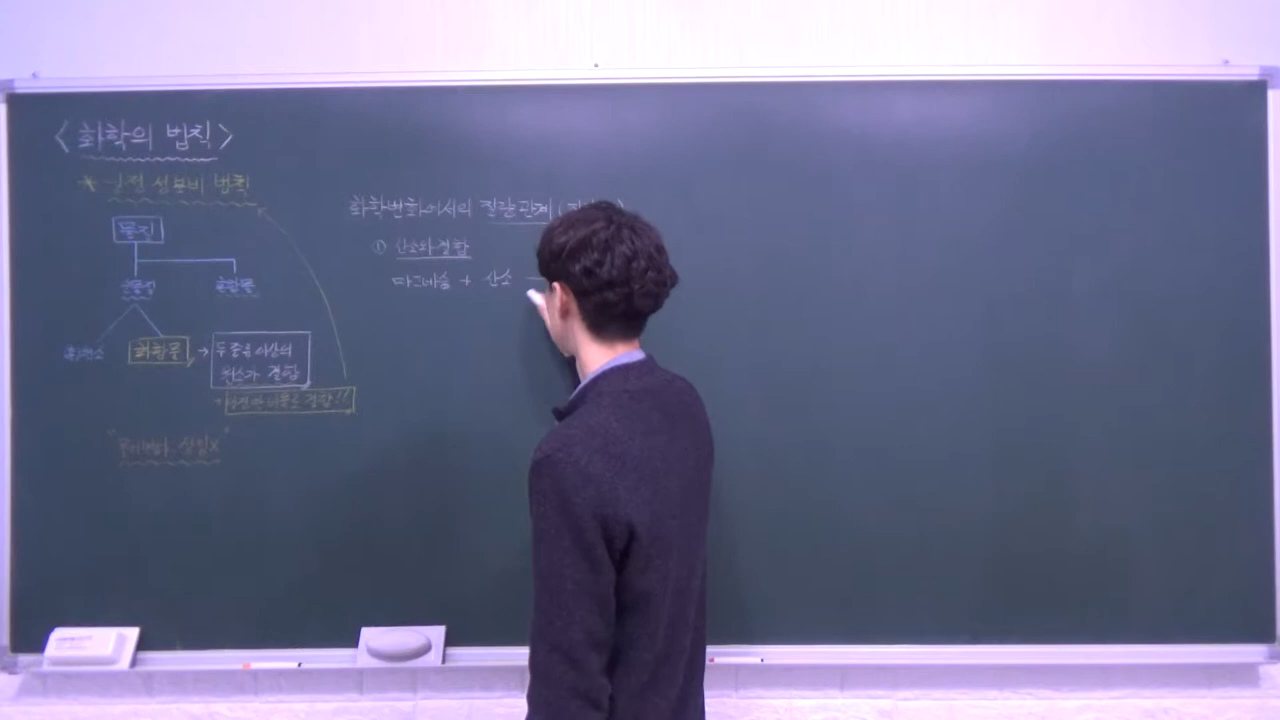 <화학의 법칙>
* 일정 성분비 법칙
물질
순물질 혼합물
홑원소 화합물 → 두 종류 이상의
원소가 결합
→ 일정한 비율로 결합!!
성립X
화학변화에서의 질량 관계 (
① 산소와 결합
마그네슘 + 산소